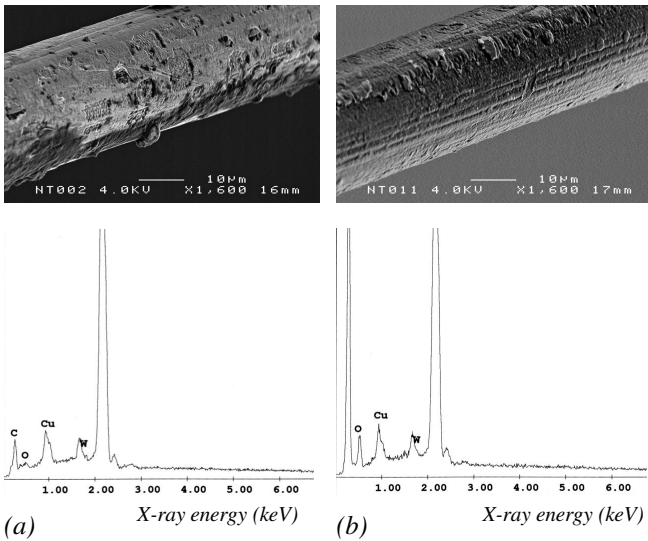 10µm
NT002 4.0KV X1,600 16mm
10µm
NT011 4.0KV X1,600 17mm
C
O
Cu
W
1.00 2.00 3.00 4.00 5.00 6.00
(a) X-ray energy (keV)
O
Cu
W
1.00 2.00 3.00 4.00 5.00 6.00
(b) X-ray energy (keV)